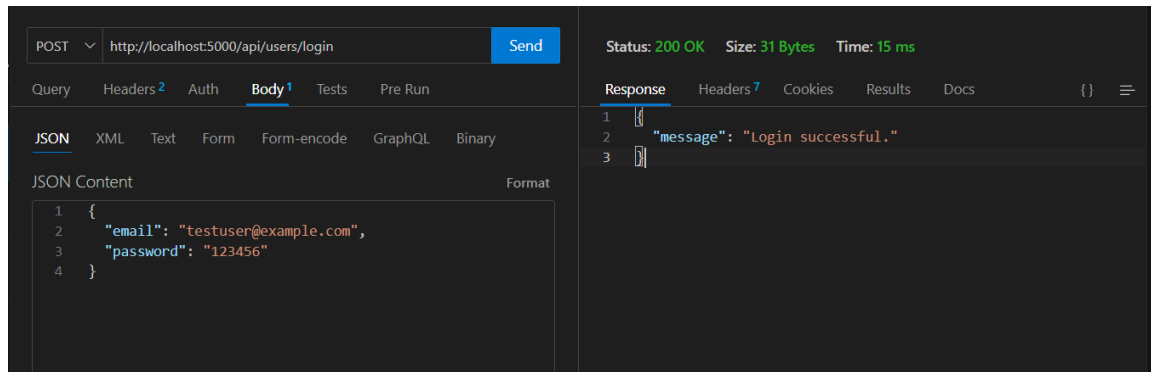 POST http://localhost:5000/api/users/login Send
Query Headers 2 Auth Body 1 Tests Pre Run
JSON XML Text Form Form-encode GraphQL Binary
JSON Content Format
1 {
2 "email": "testuser@example.com",
3 "password": "123456"
4 }
Status: 200 OK Size: 31 Bytes Time: 15 ms
Response Headers 7 Cookies Results Docs {}
1 {
2 "message": "Login successful."
3 }